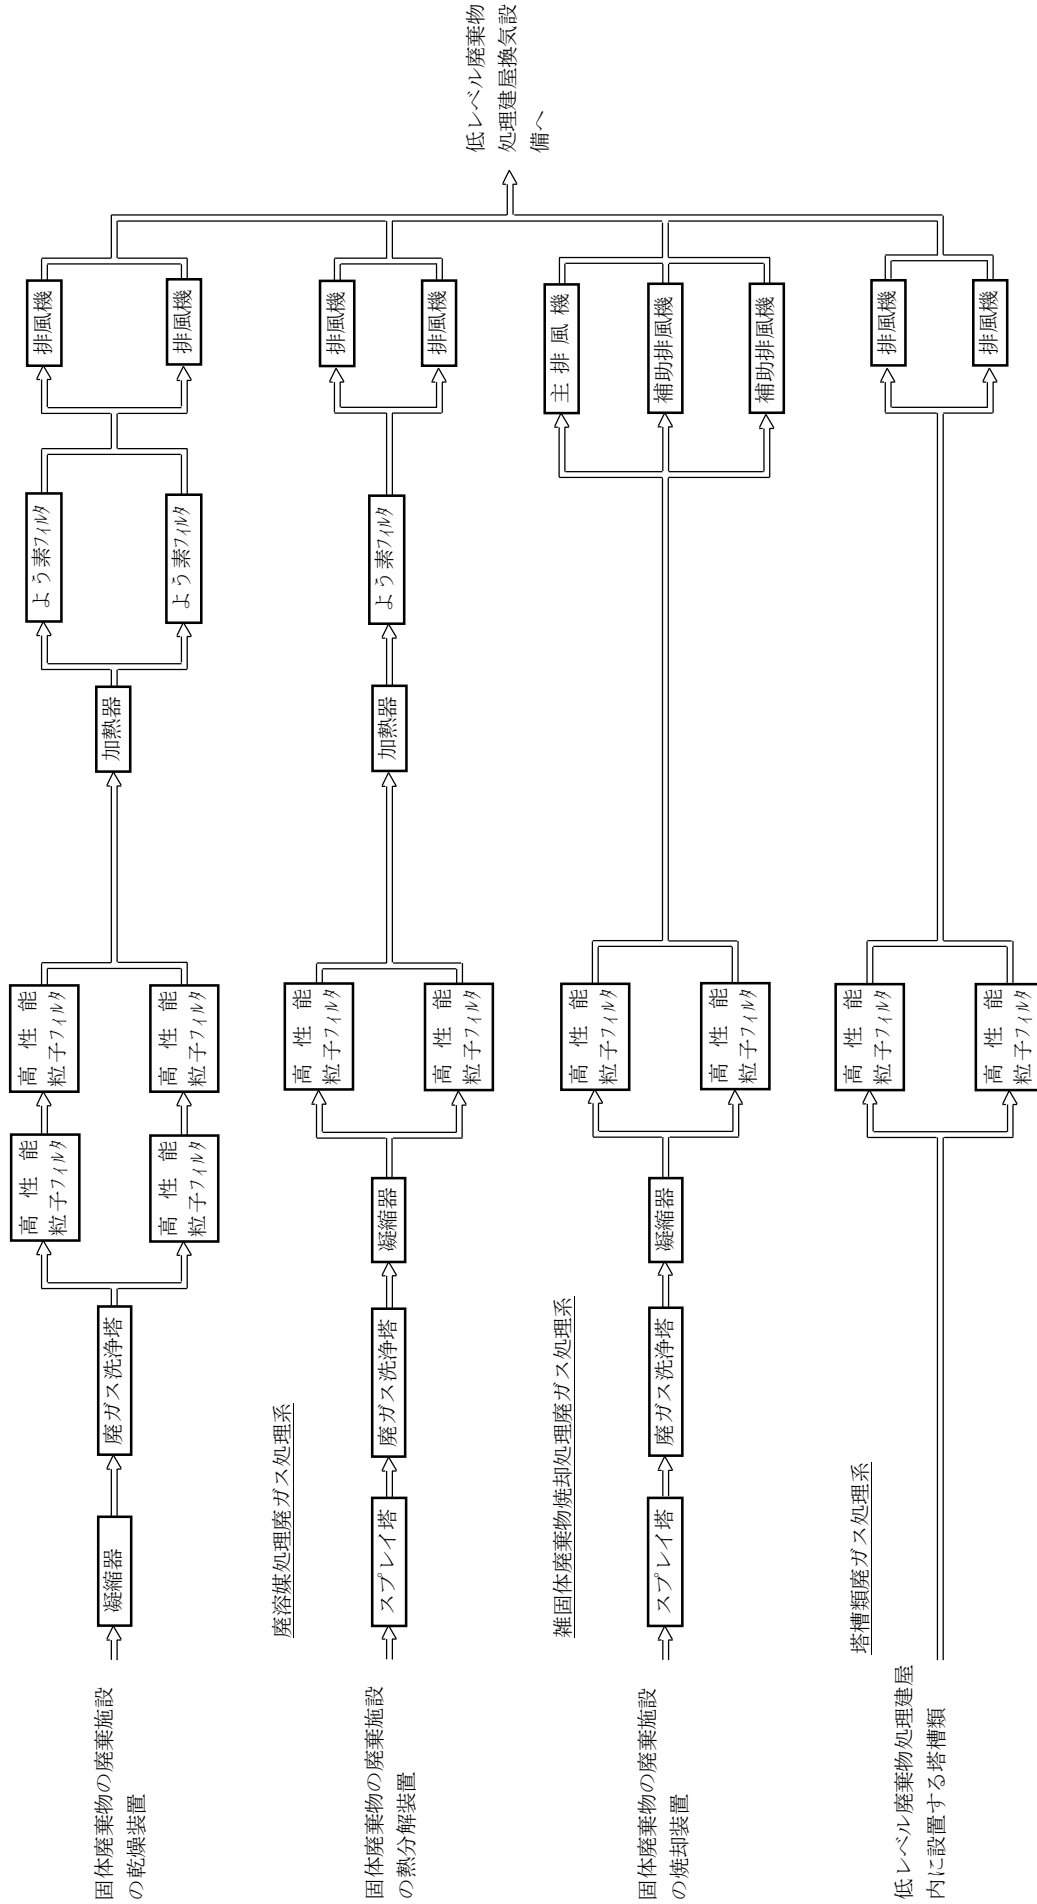 固体廃棄物の廃棄施設
の乾燥装置
凝縮器
廃ガス洗浄塔
高性能
粒子フィルタ
高性能
粒子フィルタ
高性能
粒子フィルタ
高性能
粒子フィルタ
加熱器
よう素フィルタ
よう素フィルタ
排風機
排風機
廃溶媒処理廃ガス処理系
固体廃棄物の廃棄施設
の熱分解装置
スプレイ塔
廃ガス洗浄塔
凝縮器
高性能
粒子フィルタ
高性能
粒子フィルタ
加熱器
よう素フィルタ
排風機
排風機
雑固体廃棄物焼却処理廃ガス処理系
固体廃棄物の廃棄施設
の焼却装置
スプレイ塔
廃ガス洗浄塔
凝縮器
高性能
粒子フィルタ
高性能
粒子フィルタ
主排風機
補助排風機
補助排風機
塔槽類廃ガス処理系
低レベル廃棄物処理建屋
内に設置する塔槽類
高性能
粒子フィルタ
高性能
粒子フィルタ
排風機
排風機
低レベル廃棄物
処理建屋換気設
備へ